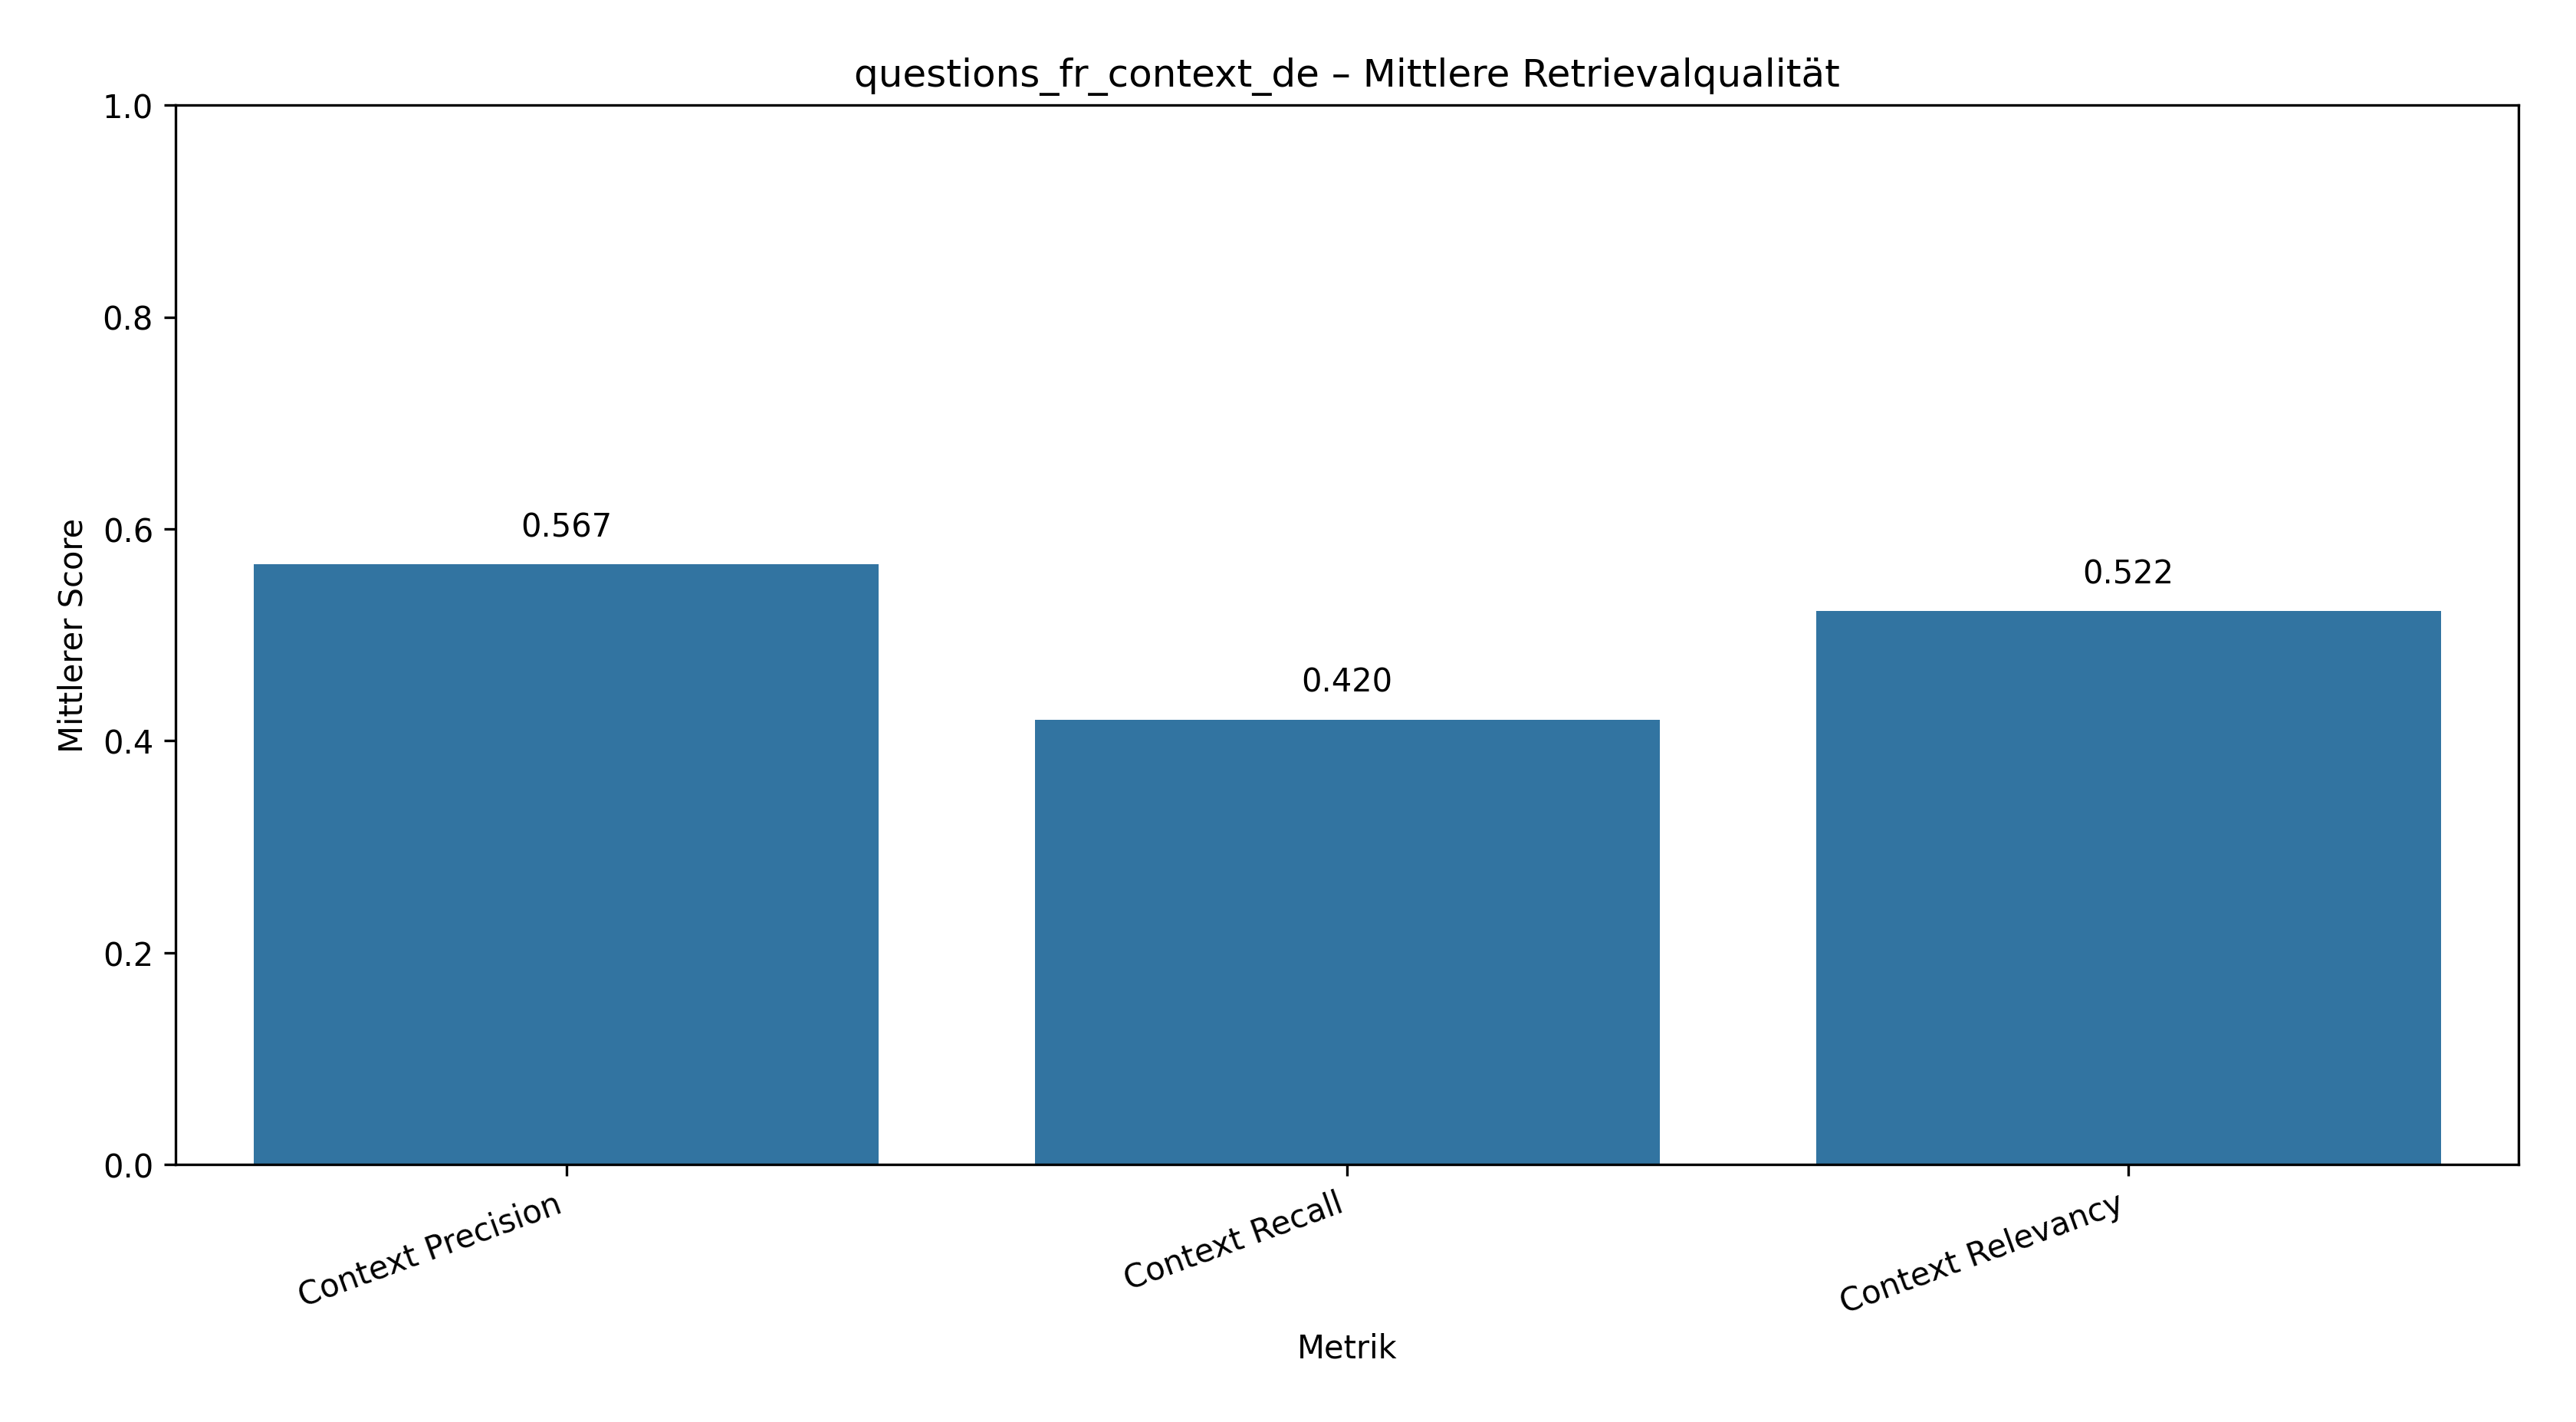 questions_fr_context_de – Mittlere Retrievalqualität
Mittlerer Score
1.0
0.8
0.6
0.4
0.2
0.0
0.567
0.420
0.522
Context Precision
Context Recall
Context Relevancy
Metrik